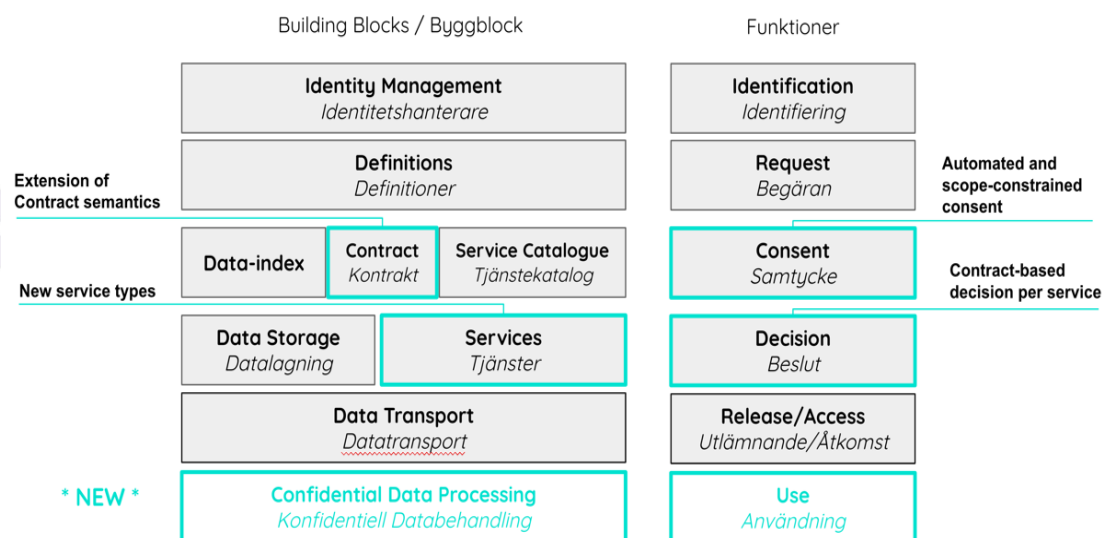 Building Blocks / Byggblock
Funktioner
Identity Management
Identitetshanterare
Identification
Identifiering
Definitions
Definitioner
Request
Begäran
Extension of
Contract semantics
Automated and
scope-constrained
consent
Data-index
Contract
Kontrakt
Service Catalogue
Tjänstekatalog
Consent
Samtycke
New service types
Contract-based
decision per service
Data Storage
Datalagning
Services
Tjänster
Decision
Beslut
Data Transport
Datatransport
Release/Access
Utlämnande/Åtkomst
* NEW *
Confidential Data Processing
Konfidentiell Databehandling
Use
Användning